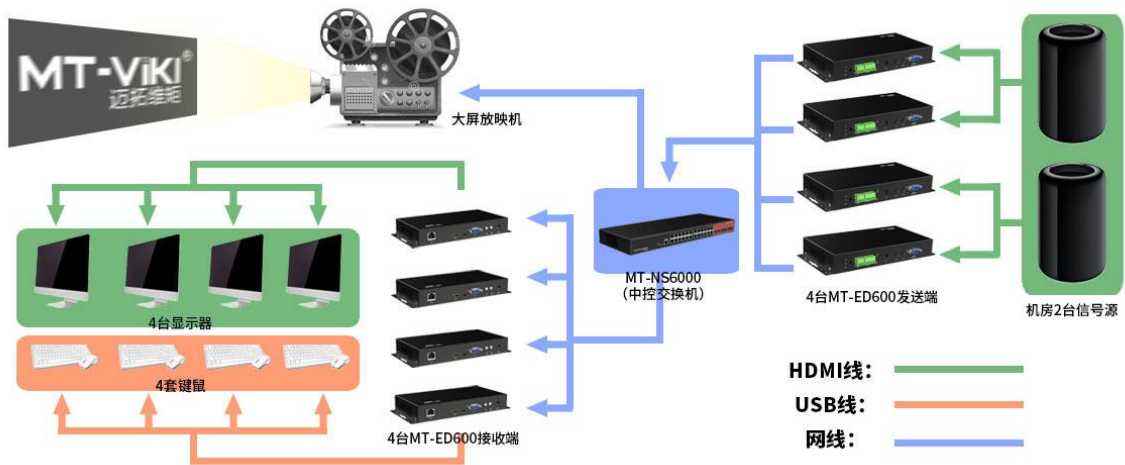 MT-ViKI®
迈拓维矩
大屏放映机
MT-NS6000
（中控交换机）
4台MT-ED600发送端
机房2台信号源
4台显示器
4套键鼠
4台MT-ED600接收端
HDMI线：
USB线：
网线：